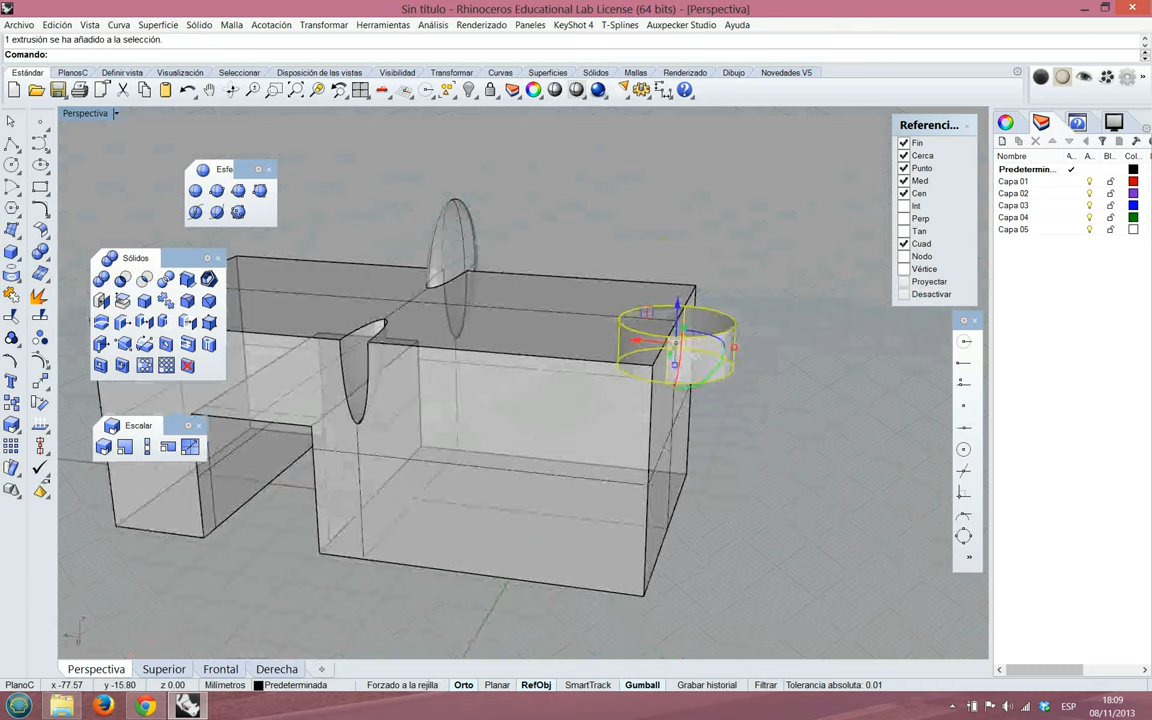 Sin título - Rhinoceros Educational Lab License (64 bits) - [Perspectiva]
Archivo Edición Vista Curva Superficie Sólido Malla Acotación Transformar Herramientas Análisis Renderizado Paneles KeyShot 4 T-Splines Auxpecker Studio Ayuda
1 extrusión se ha añadido a la selección.
Comando:
Estándar PlanosC Definir vista Visualización Seleccionar Disposición de las vistas Visibilidad Transformar Curvas Superficies Sólidos Mallas Renderizado Dibujo Novedades V5
Perspectiva
Esfe
Sólidos
Escalar
Referenci...
Fin
Cerca
Punto
Med
Cen
Int
Perp
Tan
Cuad
Nodo
Vértice
Proyectar
Desactivar
Nombre A... A... Bl... Col...
Predetermin...
Capa 01
Capa 02
Capa 03
Capa 04
Capa 05
Perspectiva Superior Frontal Derecha
PlanoC x -77.57 y -15.80 z 0.00 Milímetros Predeterminada Forzado a la rejilla Orto Planar RefObj SmartTrack Gumball Grabar historial Filtrar Tolerancia absoluta: 0.01
ESP
18:09
08/11/2013